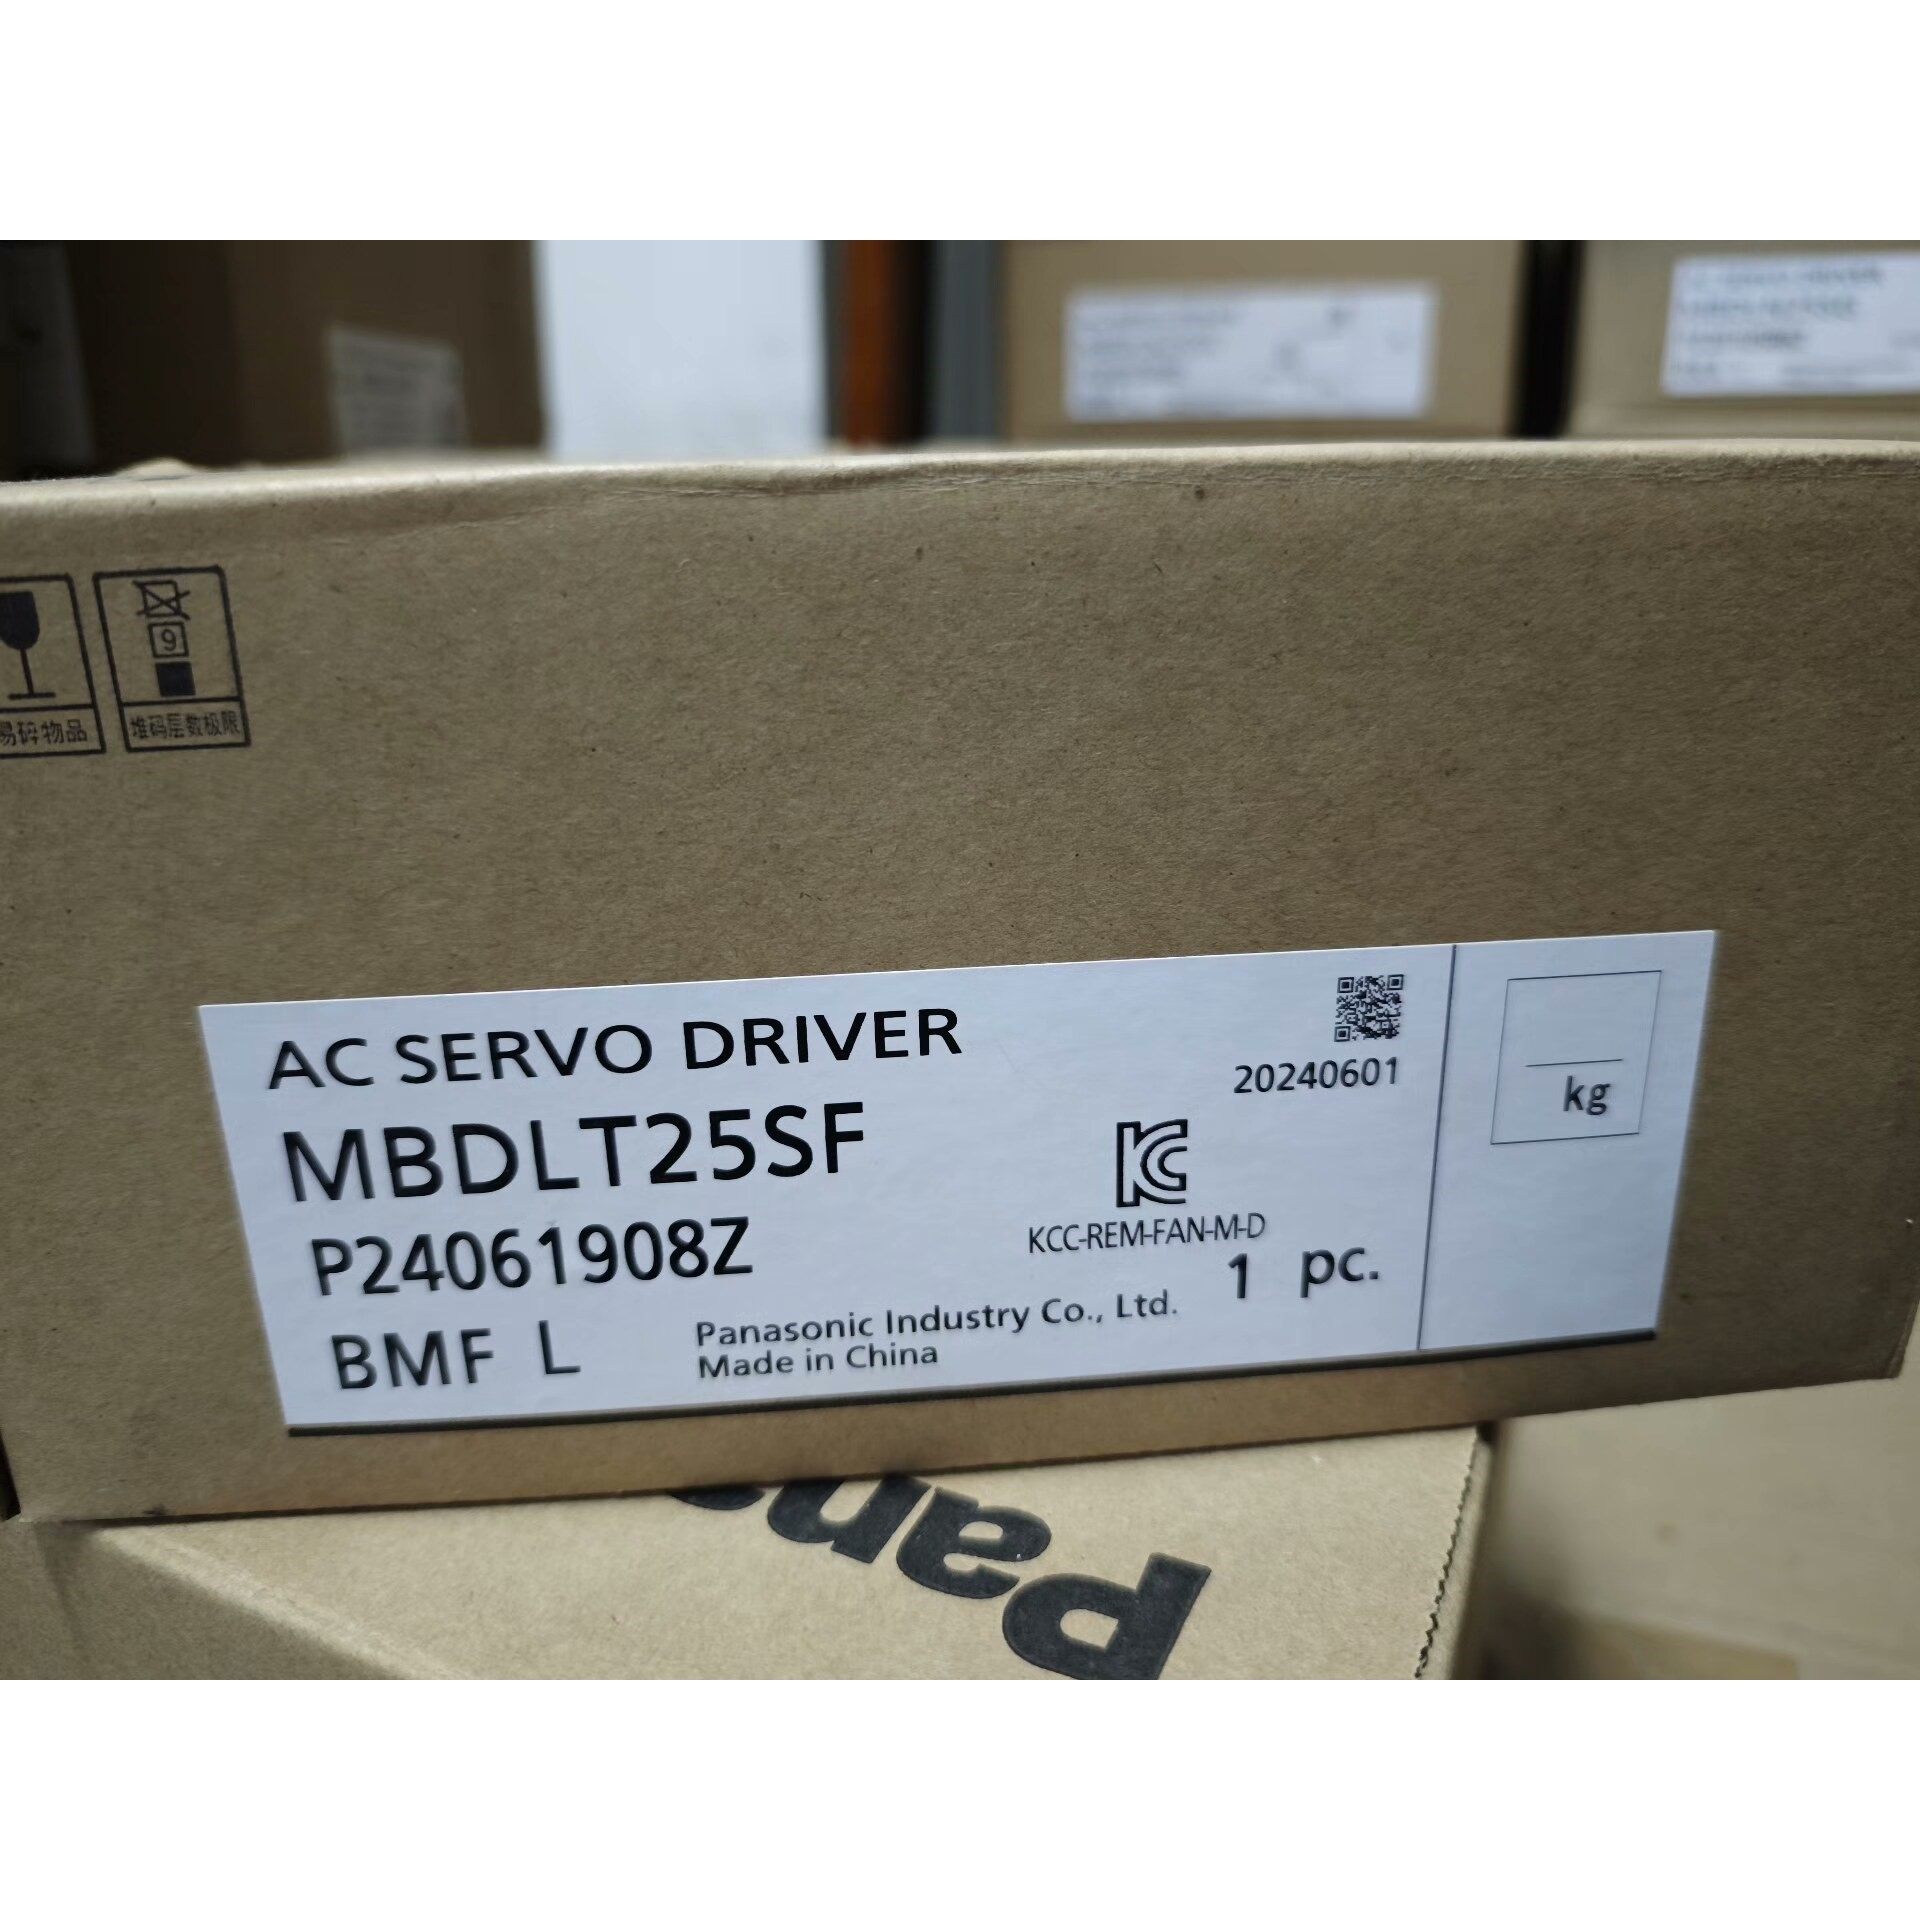 易碎物品
9
堆码层数极限
AC SERVO DRIVER
20240601
kg
MBDLT25SF
P24061908Z
KCC-REM-FAN-M-D
1 pc.
BMF L
Panasonic Industry Co., Ltd.
Made in China
Pana